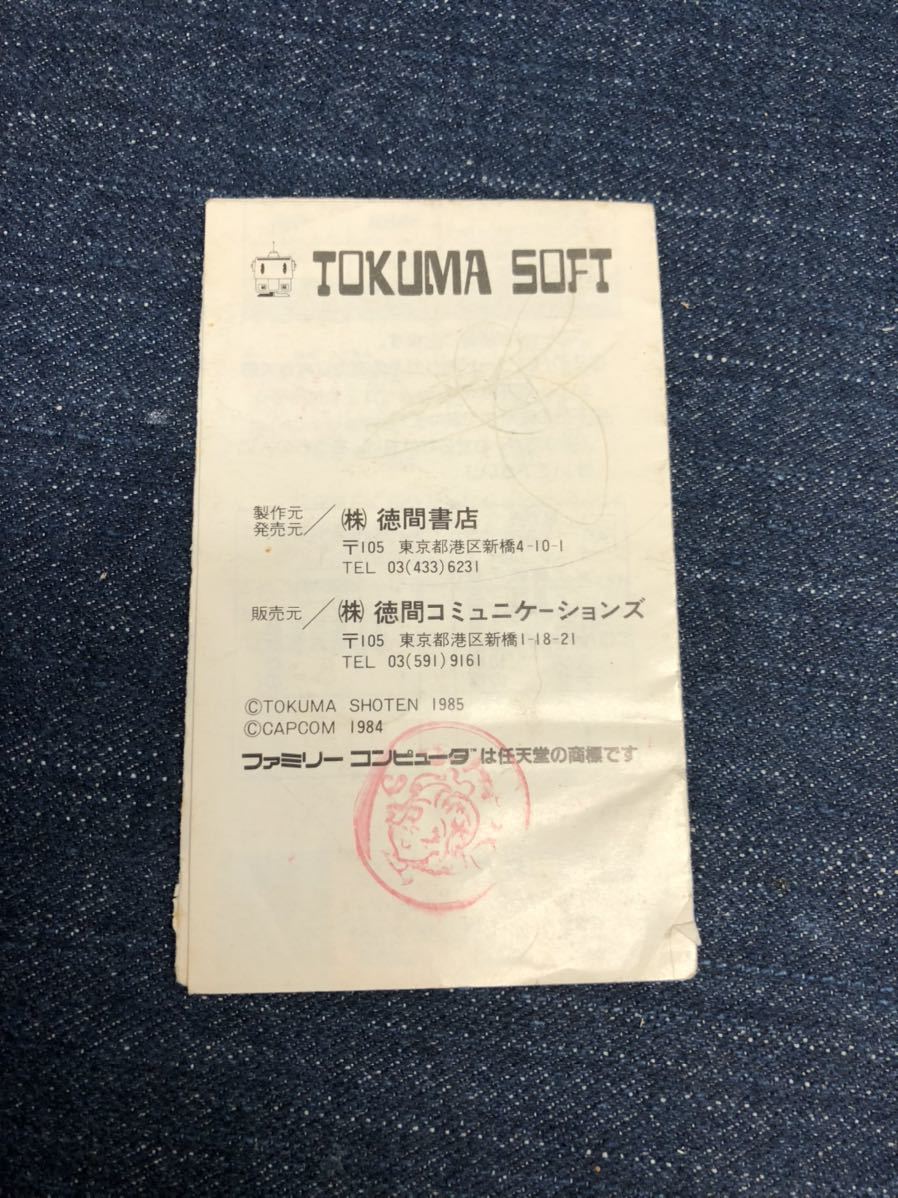 TOKUMA SOFT
製作元
発売元
㈱ 徳間書店
〒105 東京都港区新橋4-10-1
TEL 03(433)6231
販売元 ㈱ 徳間コミュニケーションズ
〒105 東京都港区新橋1-18-21
TEL 03(591)9161
©TOKUMA SHOTEN 1985
©CAPCOM 1984
ファミリー コンピュータ™は任天堂の商標です